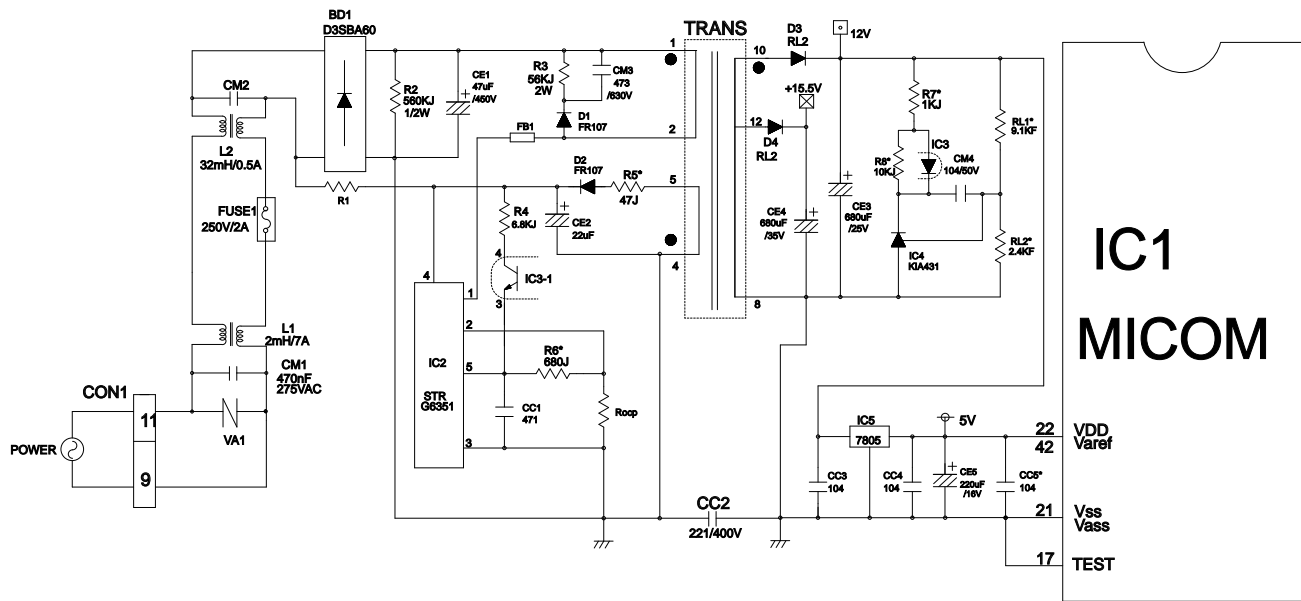 BD1
D3SBA60
TRANS
D3
RL2
12V
1
10
CM2
R2
560KJ
1/2W
CE1
47uF
/450V
R3
56KJ
2W
CM3
473
/630V
+15.5V
R7*
1KJ
RL1*
9.1KF
D1
FR107
FB1
2
12
D4
RL2
IC3
R8*
10KJ
CM4
104/50V
L2
32mH/0.5A
D2
FR107
R5*
47J
5
R1
FUSE1
250V/2A
R4
6.8KJ
CE2
22uF
CE4
680uF
/35V
CE3
680uF
/25V
RL2*
2.4KF
IC4
KIA431
IC1
MICOM
4
4
IC3-1
3
4
8
1
2
L1
2mH/7A
CM1
470nF
275VAC
IC2
STR
G6351
5
R6*
680J
CC1
471
Rocp
3
CON1
11
9
VA1
POWER
IC5
7805
5V
22
VDD
42
Varef
CC3
104
CC4
104
CE5
220uF
/16V
CC5*
104
CC2
221/400V
21
Vss
Vass
17
TEST